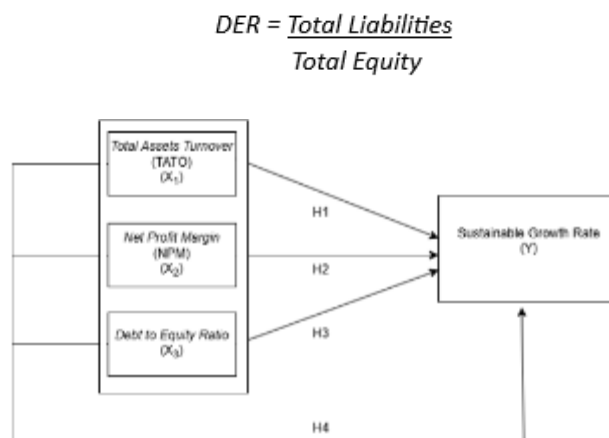 DER = Total Liabilities
Total Equity
Total Assets Turnover
(TATO)
(X₁)
H1
Net Profit Margin
(NPM)
(X₂)
H2
Sustainable Growth Rate
(Y)
Debt to Equity Ratio
(X₃)
H3
H4